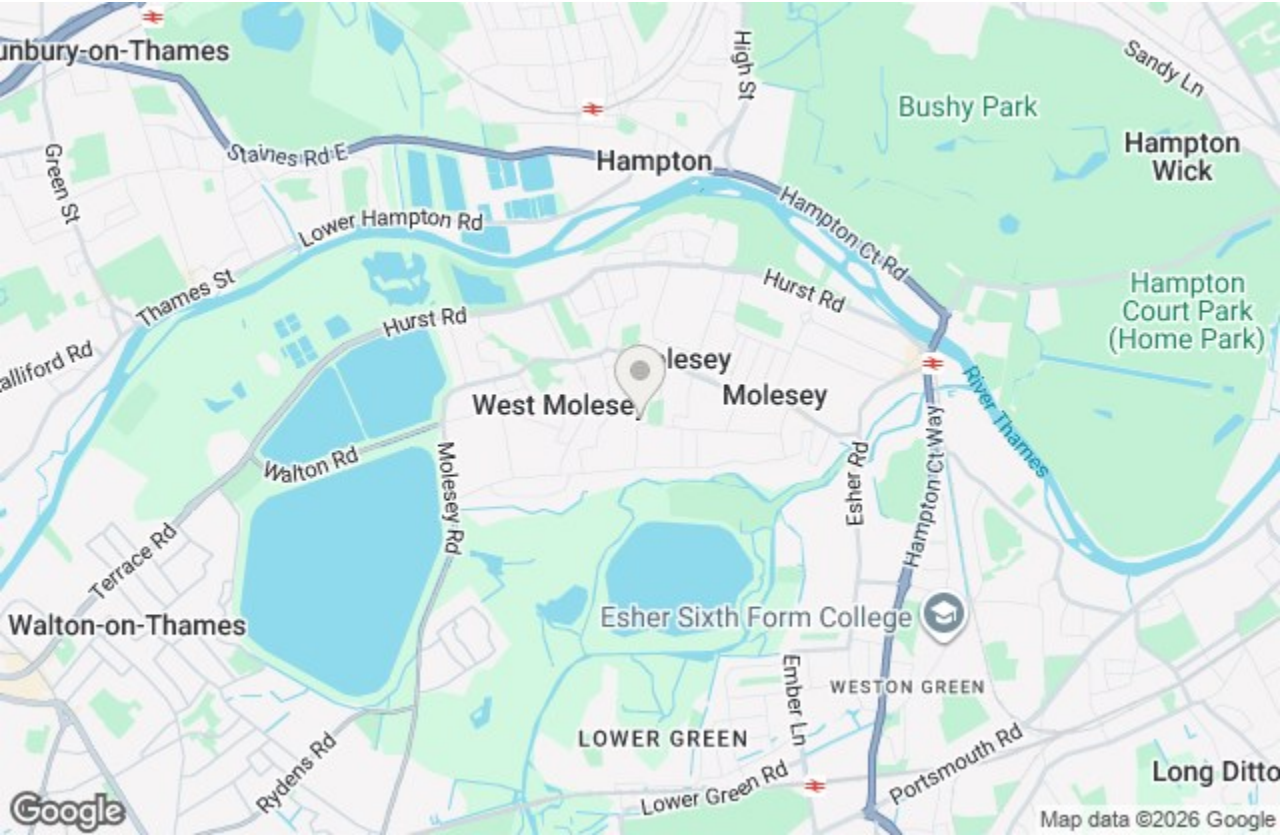 unbury-on-Thames
High St
Sandy Ln
Bushy Park
Hampton
Wick
Green St
Staines Rd E
Hampton
Lower Hampton Rd
Hampton Ct Rd
Thames St
Hurst Rd
Hurst Rd
Hampton
Court Park
(Home Park)
alliford Rd
lesey
Molesey
West Molesey
River Thames
Walton Rd
Molesey Rd
Esher Rd
Hampton Ct Way
Terrace Rd
Walton-on-Thames
Esher Sixth Form College
Ember Ln
WESTON GREEN
LOWER GREEN
Rydens Rd
Portsmouth Rd
Lower Green Rd
Long Ditto
Google
Map data ©2026 Google